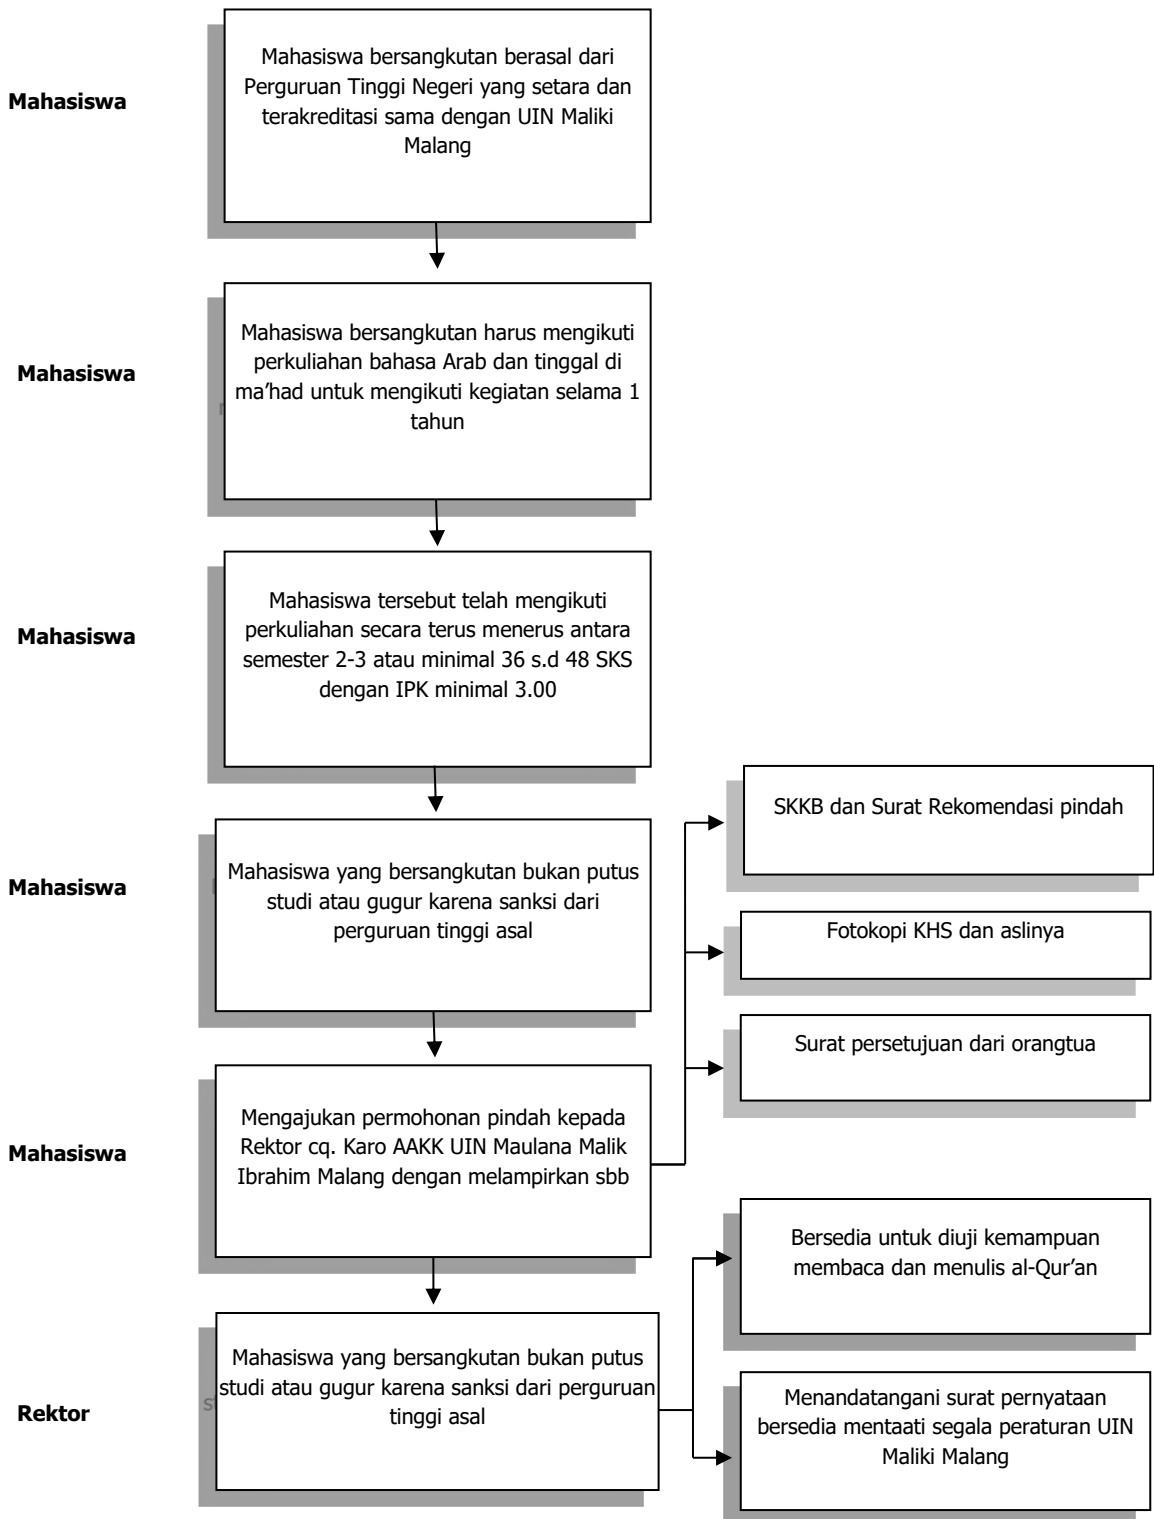 Mahasiswa
Mahasiswa bersangkutan berasal dari
Perguruan Tinggi Negeri yang setara dan
terakreditasi sama dengan UIN Maliki
Malang
Mahasiswa
Mahasiswa bersangkutan harus mengikuti
perkuliahan bahasa Arab dan tinggal di
ma’had untuk mengikuti kegiatan selama 1
tahun
Mahasiswa
Mahasiswa tersebut telah mengikuti
perkuliahan secara terus menerus antara
semester 2-3 atau minimal 36 s.d 48 SKS
dengan IPK minimal 3.00
Mahasiswa
Mahasiswa yang bersangkutan bukan putus
studi atau gugur karena sanksi dari
perguruan tinggi asal
Mahasiswa
Mengajukan permohonan pindah kepada
Rektor cq. Karo AAKK UIN Maulana Malik
Ibrahim Malang dengan melampirkan sbb
SKKB dan Surat Rekomendasi pindah
Fotokopi KHS dan aslinya
Surat persetujuan dari orangtua
Rektor
Mahasiswa yang bersangkutan bukan putus
studi atau gugur karena sanksi dari perguruan
tinggi asal
Bersedia untuk diuji kemampuan
membaca dan menulis al-Qur’an
Menandatangani surat pernyataan
bersedia mentaati segala peraturan UIN
Maliki Malang